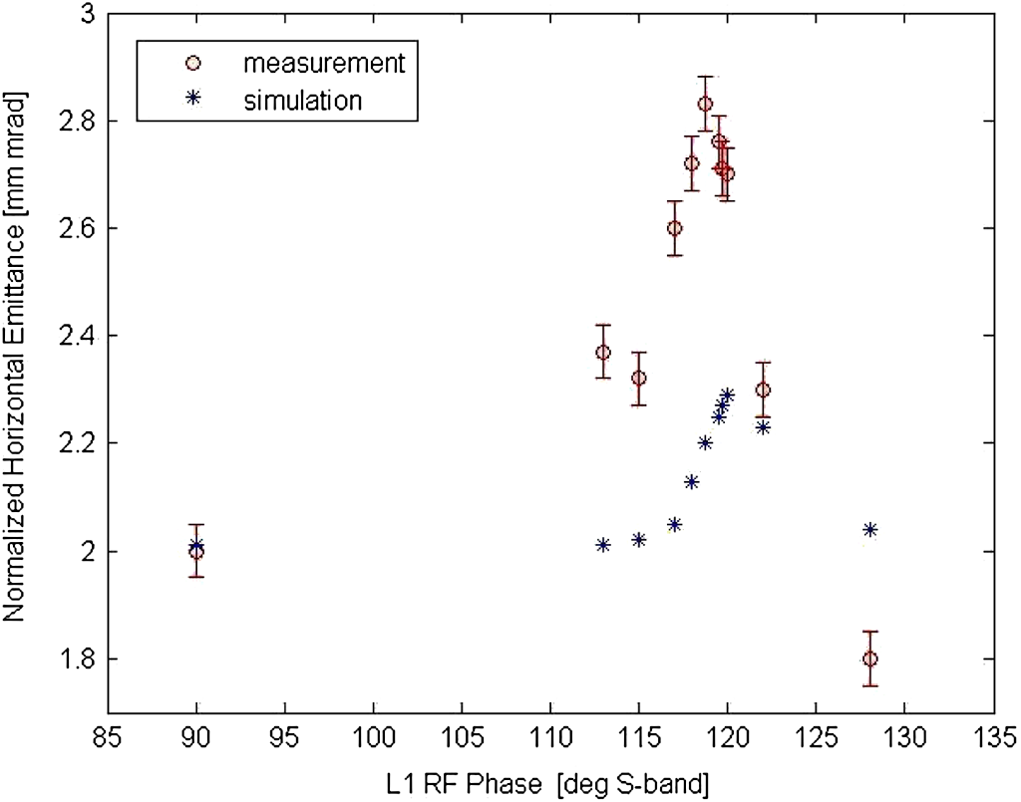 3
2.8
2.6
2.4
2.2
2
1.8
measurement
simulation
Normalized Horizontal Emittance [mm mrad]
85 90 95 100 105 110 115 120 125 130 135
L1 RF Phase [deg S-band]